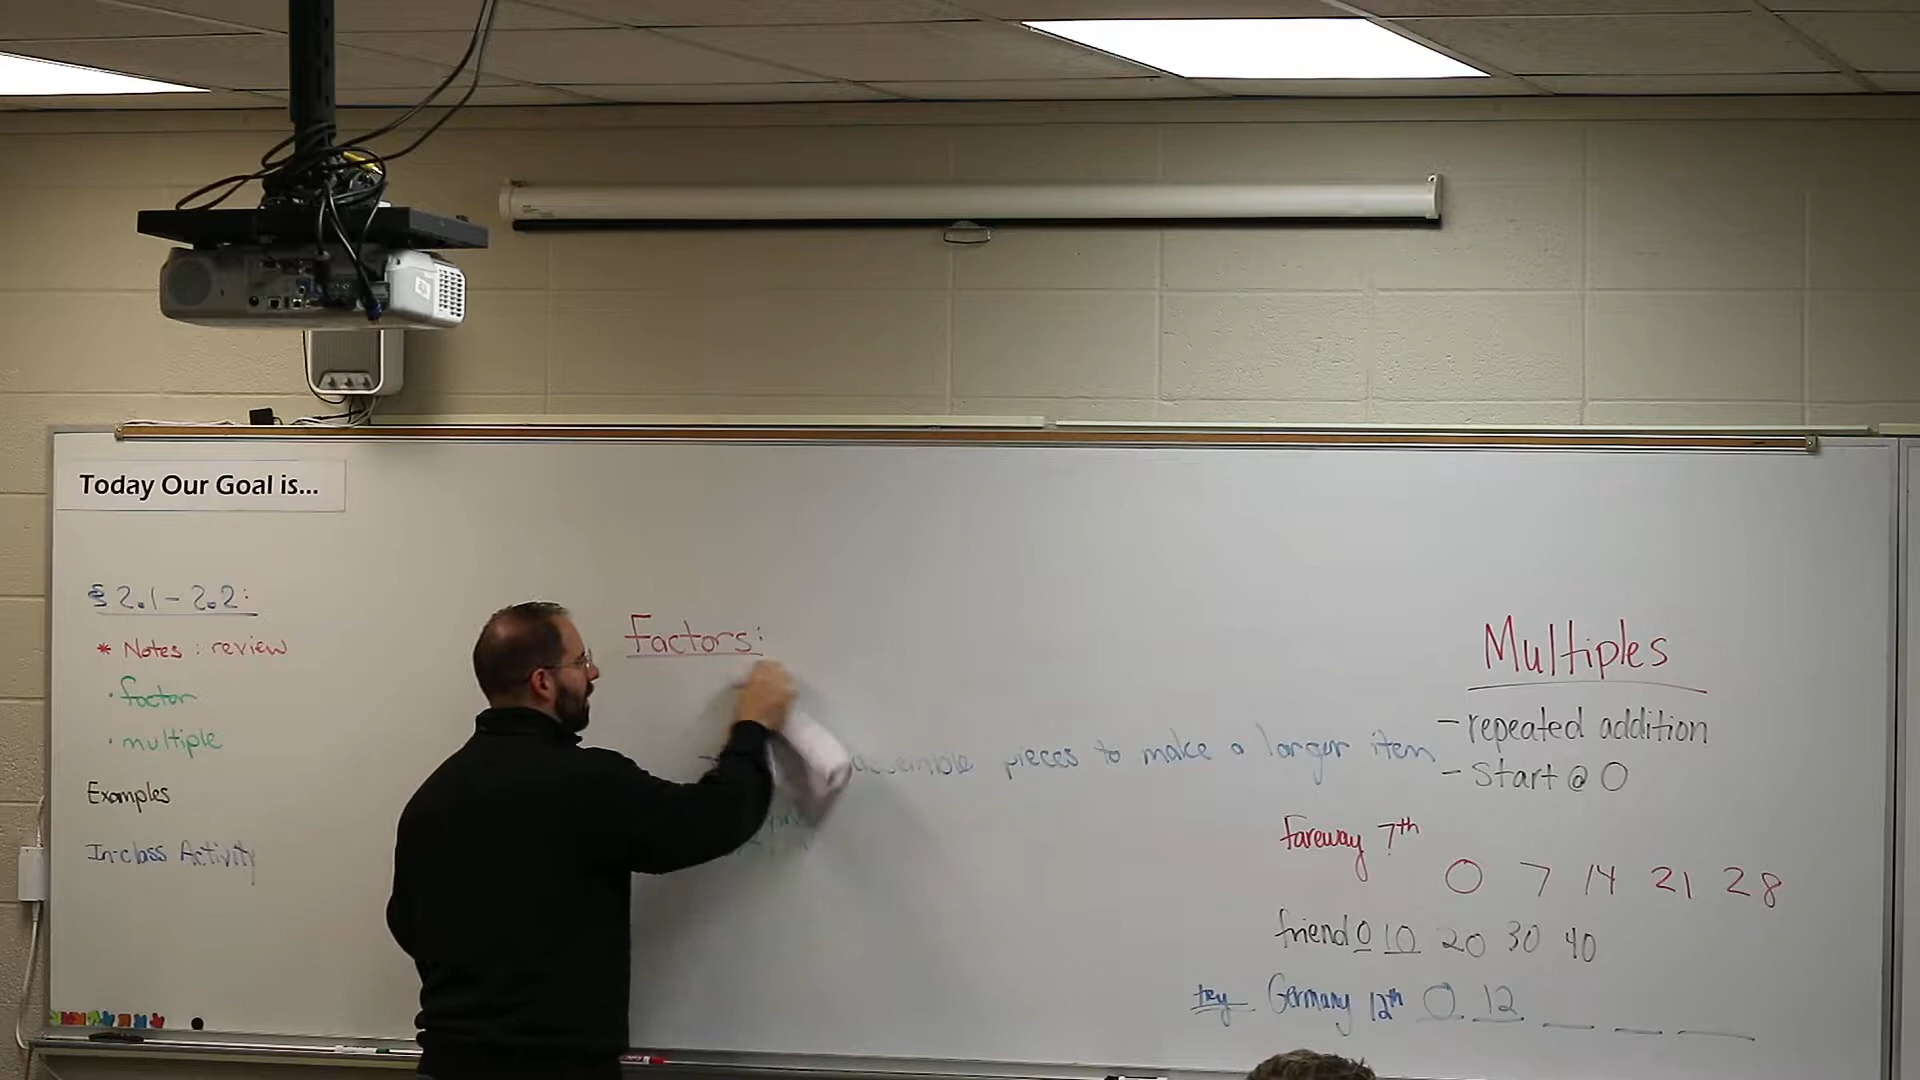 Today Our Goal is...
§ 2.1 - 2.2:
* Notes : review
· factor
· multiple
Examples
In-class Activity
Factors:
assemble pieces to make a larger item
Multiples
- repeated addition
- Start @ 0
fareway 7th
0 7 14 21 28
friend 0 10 20 30 40
try Germany 12th 0 12 _ _ _